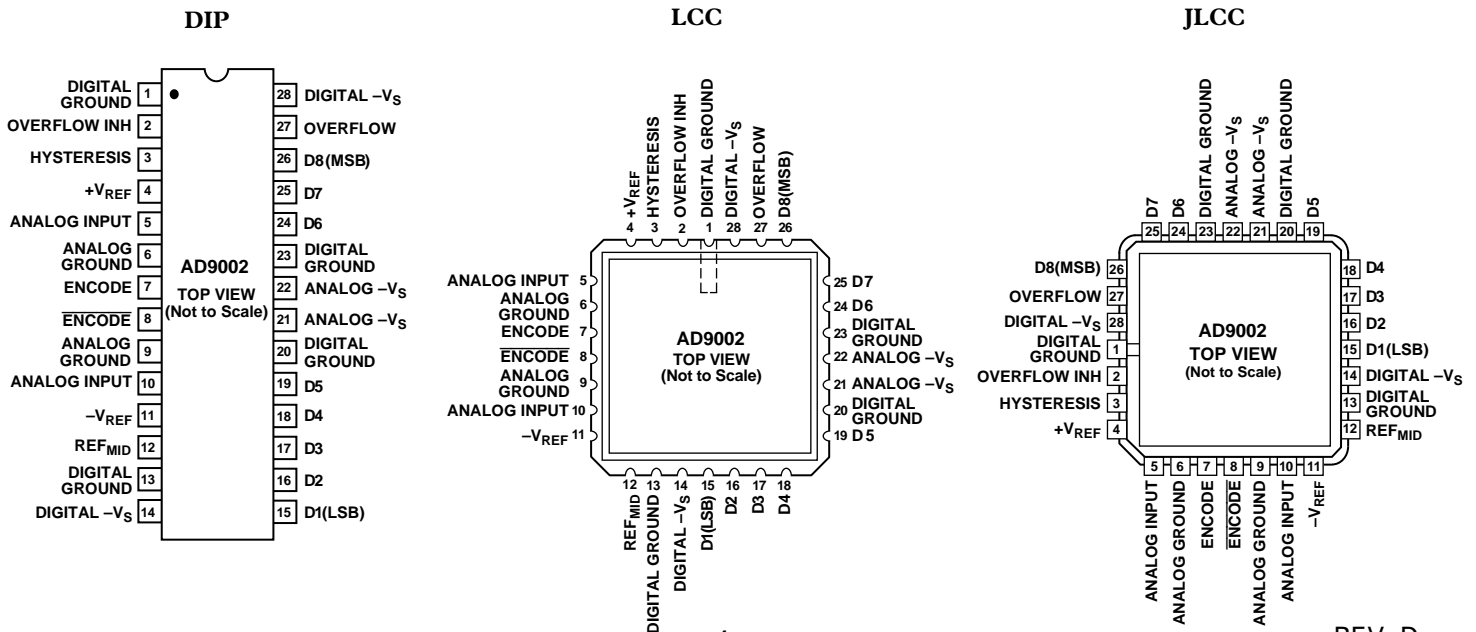 DIP
DIGITAL
GROUND 1
OVERFLOW INH 2
HYSTERESIS 3
+VREF 4
ANALOG INPUT 5
ANALOG
GROUND 6
ENCODE 7
ENCODE 8
ANALOG
GROUND 9
ANALOG INPUT 10
–VREF 11
REFMID 12
DIGITAL
GROUND 13
DIGITAL –VS 14
AD9002
TOP VIEW
(Not to Scale)
28 DIGITAL –VS
27 OVERFLOW
26 D8(MSB)
25 D7
24 D6
23 DIGITAL
GROUND
22 ANALOG –VS
21 ANALOG –VS
20 DIGITAL
GROUND
19 D5
18 D4
17 D3
16 D2
15 D1(LSB)
LCC
+VREF 4
HYSTERESIS 3
OVERFLOW INH 2
DIGITAL GROUND 1
DIGITAL –VS 28
OVERFLOW 27
D8(MSB) 26
ANALOG INPUT 5
ANALOG
GROUND 6
ENCODE 7
ENCODE 8
ANALOG
GROUND 9
ANALOG INPUT 10
–VREF 11
AD9002
TOP VIEW
(Not to Scale)
25 D7
24 D6
23 DIGITAL
GROUND
22 ANALOG –VS
21 ANALOG –VS
20 DIGITAL
GROUND
19 D5
12 REFMID
13 DIGITAL GROUND
14 DIGITAL –VS
15 D1(LSB)
16 D2
17 D3
18 D4
JLCC
D7 25
D6 24
DIGITAL GROUND 23
ANALOG –VS 22
ANALOG –VS 21
DIGITAL GROUND 20
D5 19
D8(MSB) 26
OVERFLOW 27
DIGITAL –VS 28
DIGITAL
GROUND 1
OVERFLOW INH 2
HYSTERESIS 3
+VREF 4
AD9002
TOP VIEW
(Not to Scale)
18 D4
17 D3
16 D2
15 D1(LSB)
14 DIGITAL –VS
13 DIGITAL
GROUND
12 REFMID
5 ANALOG INPUT
6 ANALOG GROUND
7 ENCODE
8 ENCODE
9 ANALOG GROUND
10 ANALOG INPUT
11 –VREF